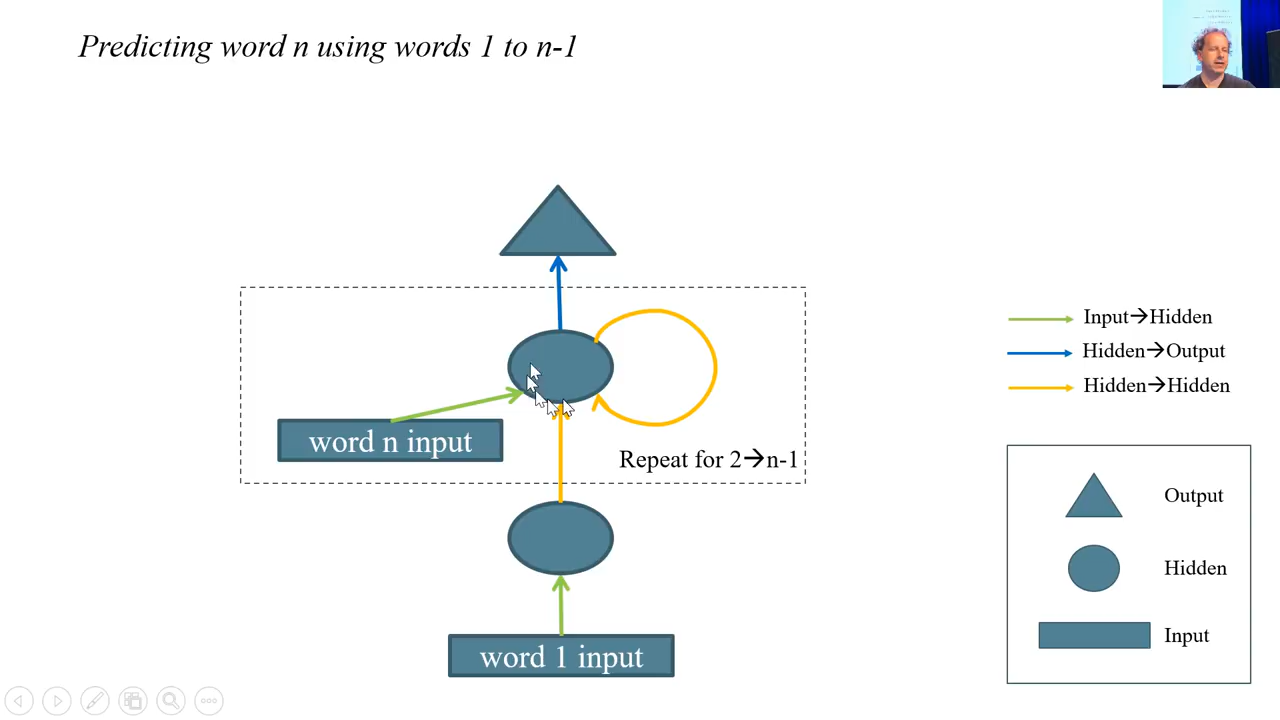 Predicting word n using words 1 to n-1
Input→Hidden
Hidden→Output
Hidden→Hidden
word n input
Repeat for 2→n-1
Output
Hidden
Input
word 1 input